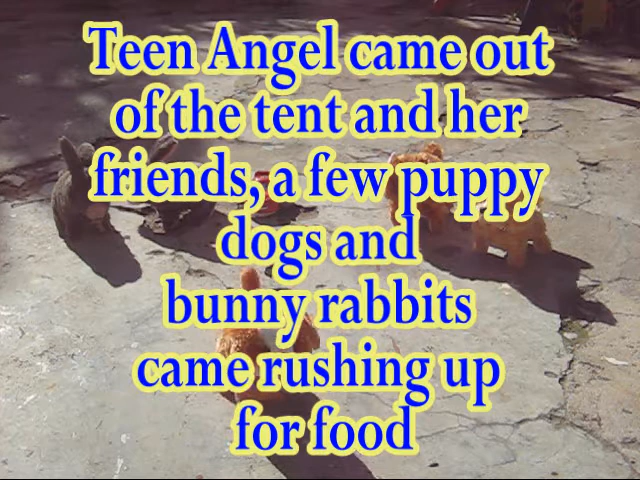 Teen Angel came out
of the tent and her
friends, a few puppy
dogs and
bunny rabbits
came rushing up
for food